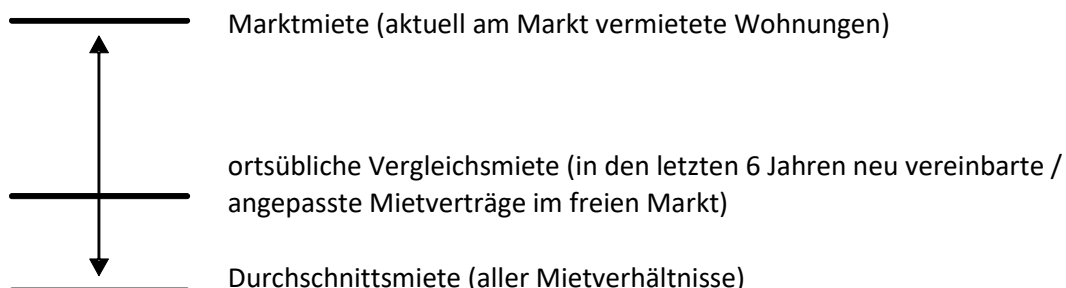 Marktmiete (aktuell am Markt vermietete Wohnungen)
ortsübliche Vergleichsmiete (in den letzten 6 Jahren neu vereinbarte /
angepasste Mietverträge im freien Markt)
Durchschnittsmiete (aller Mietverhältnisse)